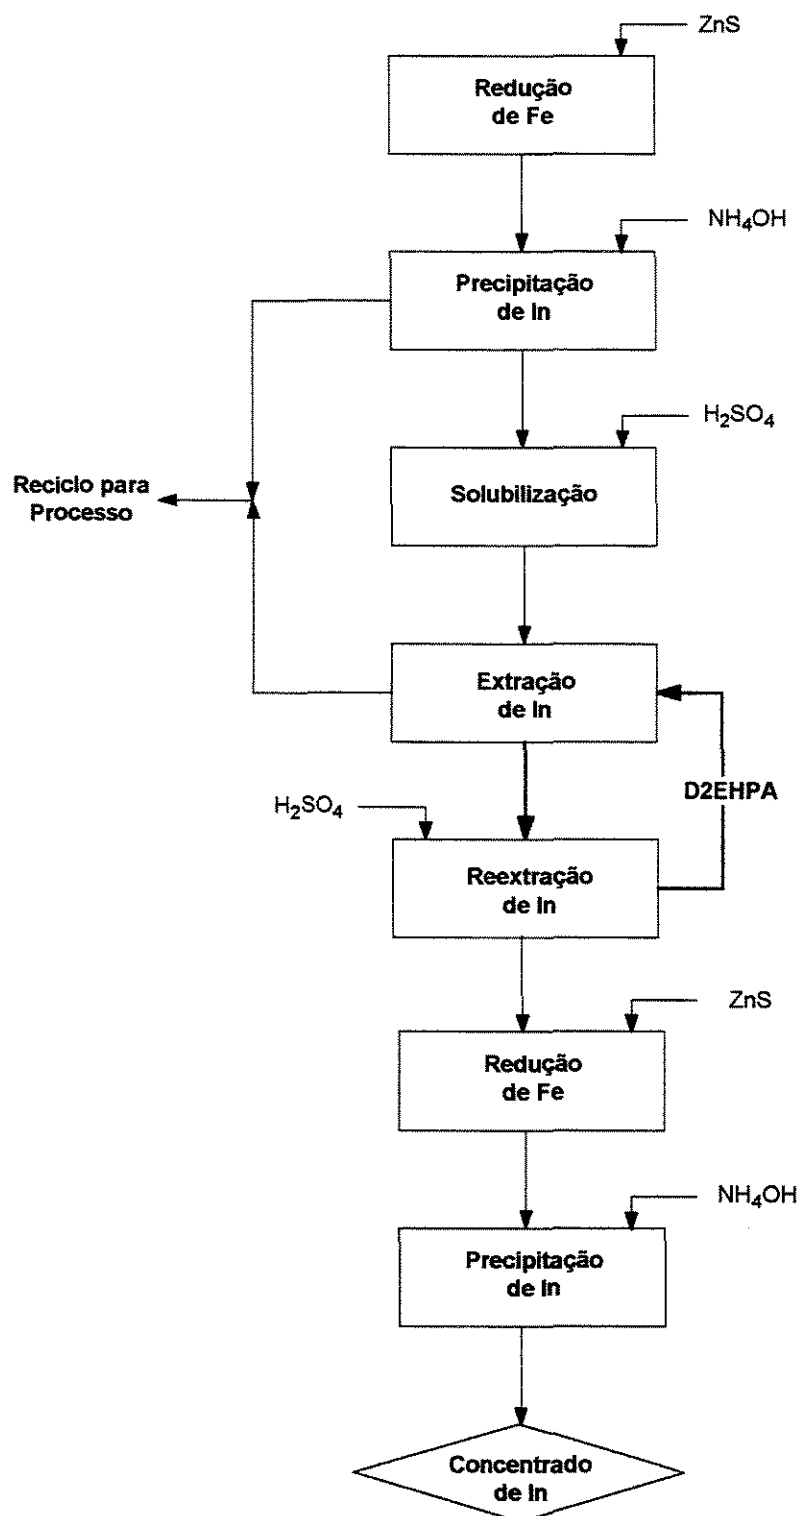 ZnS
Redução
de Fe
NH₄OH
Precipitação
de In
H₂SO₄
Solubilização
Reciclo para
Processo
Extração
de In
D2EHPA
H₂SO₄
Reextração
de In
ZnS
Redução
de Fe
NH₄OH
Precipitação
de In
Concentrado
de In